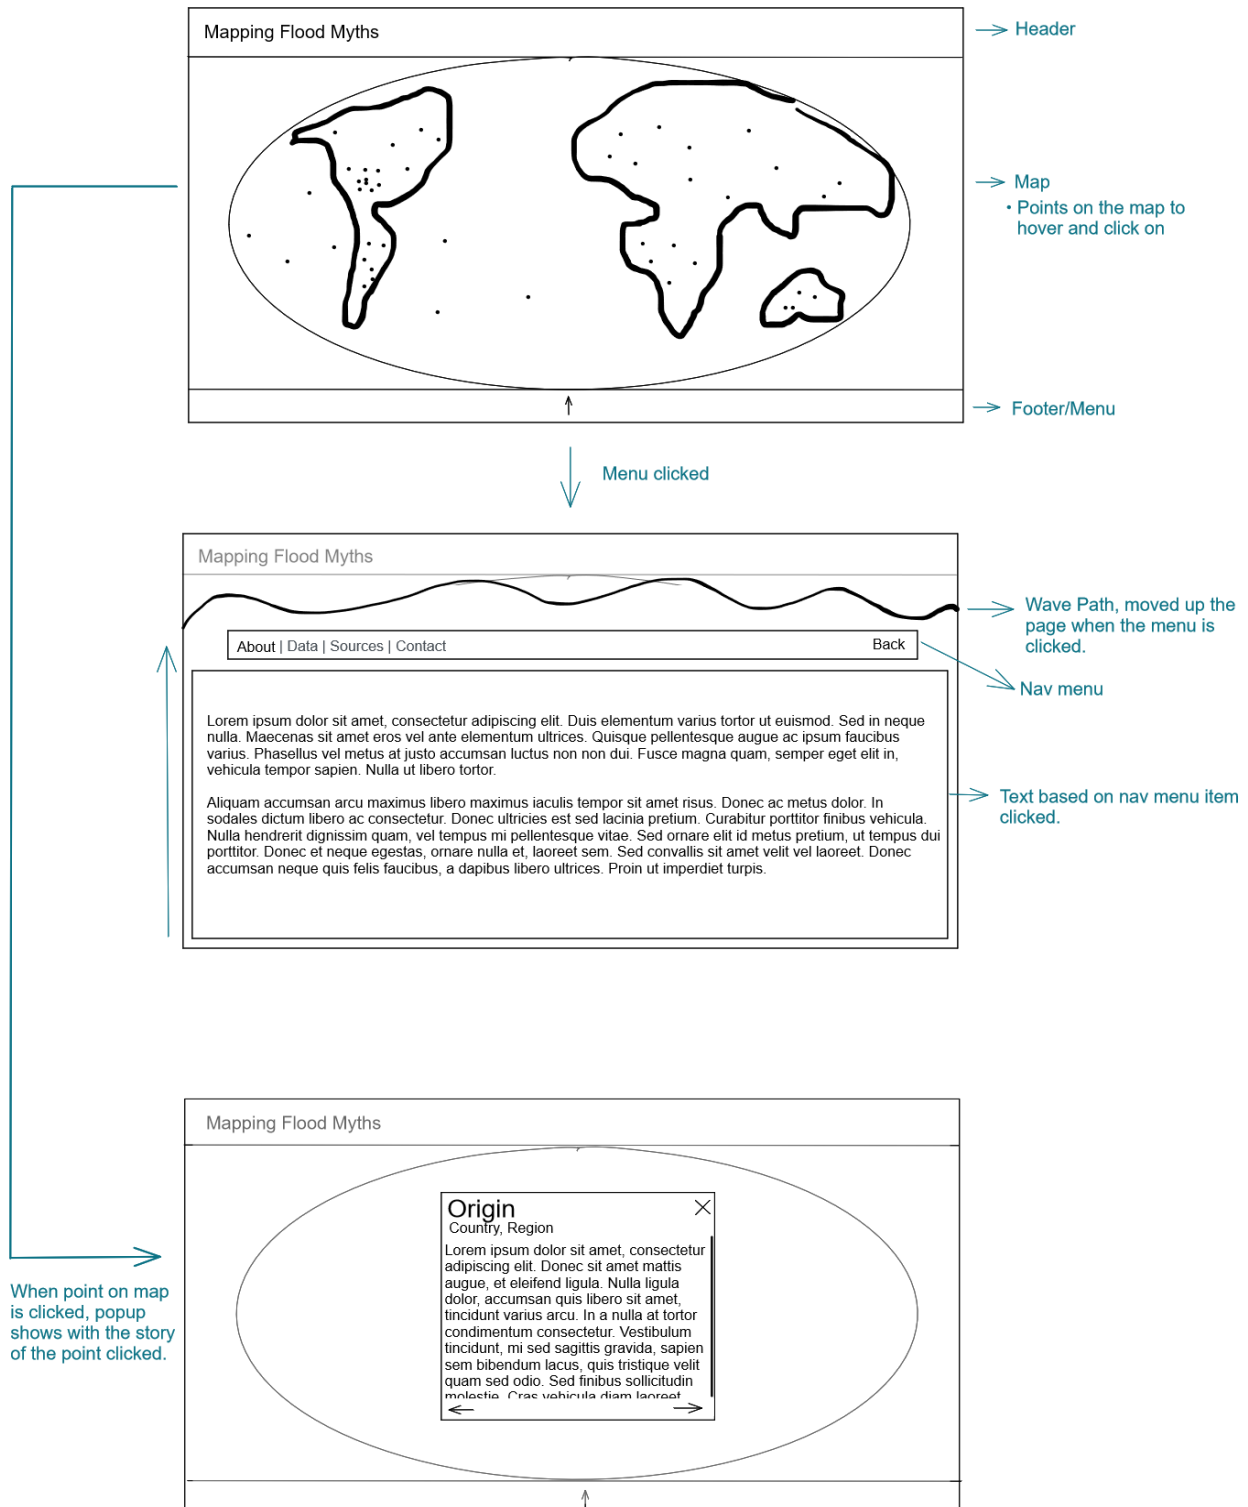 Mapping Flood Myths
Header
Map
• Points on the map to
hover and click on
Footer/Menu
Menu clicked
Mapping Flood Myths
Wave Path, moved up the
page when the menu is
clicked.
About | Data | Sources | Contact
Back
Nav menu
Lorem ipsum dolor sit amet, consectetur adipiscing elit. Duis elementum varius tortor ut euismod. Sed in neque
nulla. Maecenas sit amet eros vel ante elementum ultrices. Quisque pellentesque augue ac ipsum faucibus
varius. Phasellus vel metus at justo accumsan luctus non non dui. Fusce magna quam, semper eget elit in,
vehicula tempor sapien. Nulla ut libero tortor.
Aliquam accumsan arcu maximus libero maximus iaculis tempor sit amet risus. Donec ac metus dolor. In
sodales dictum libero ac consectetur. Donec ultricies est sed lacinia pretium. Curabitur porttitor finibus vehicula.
Nulla hendrerit dignissim quam, vel tempus mi pellentesque vitae. Sed ornare elit id metus pretium, ut tempus dui
porttitor. Donec et neque egestas, ornare nulla et, laoreet sem. Sed convallis sit amet velit vel laoreet. Donec
accumsan neque quis felis faucibus, a dapibus libero ultrices. Proin ut imperdiet turpis.
Text based on nav menu item
clicked.
Mapping Flood Myths
Origin
Country, Region
Lorem ipsum dolor sit amet, consectetur
adipiscing elit. Donec sit amet mattis
augue, et eleifend ligula. Nulla ligula
dolor, accumsan quis libero sit amet,
tincidunt varius arcu. In a nulla at tortor
condimentum consectetur. Vestibulum
tincidunt, mi sed sagittis gravida, sapien
sem bibendum lacus, quis tristique velit
quam sed odio. Sed finibus sollicitudin
molestie. Cras vehicula diam laoreet
When point on map
is clicked, popup
shows with the story
of the point clicked.